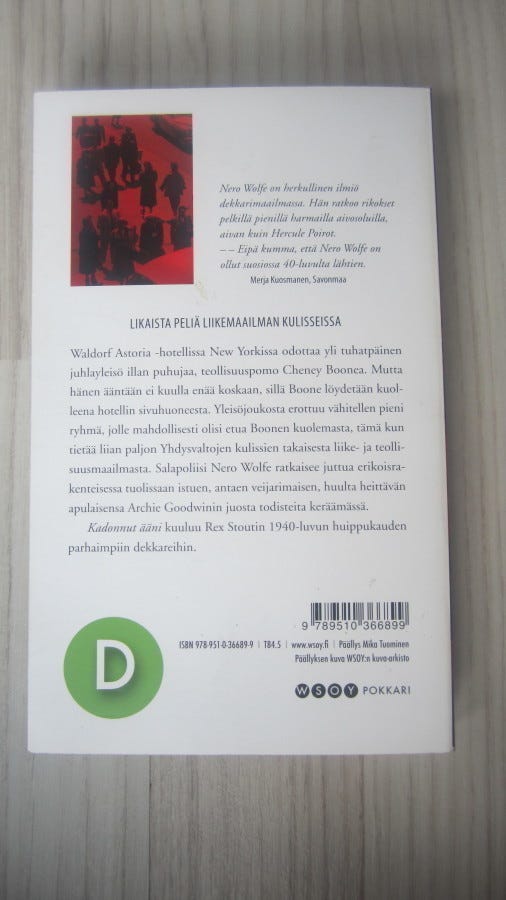 Nero Wolfe on herkullinen ilmiö
dekkarimaailmassa. Hän ratkoo rikokset
pelkillä pienillä harmailla aivosoluilla,
aivan kuin Hercule Poirot.
– – Eipä kumma, että Nero Wolfe on
ollut suosiossa 40-luvulta lähtien.
Merja Kuosmanen, Savonmaa
LIKAISTA PELIÄ LIIKEMAAILMAN KULISSEISSA
Waldorf Astoria -hotellissa New Yorkissa odottaa yli tuhatpäinen
juhlayleisö illan puhujaa, teollisuuspomo Cheney Boonea. Mutta
hänen ääntään ei kuulla enää koskaan, sillä Boone löydetään kuol-
leena hotellin sivuhuoneesta. Yleisöjoukosta erottuu vähitellen pieni
ryhmä, jolle mahdollisesti olisi etua Boonen kuolemasta, tämä kun
tietää liian paljon Yhdysvaltojen kulissien takaisesta liike- ja teolli-
suusmaailmasta. Salapoliisi Nero Wolfe ratkaisee juttua erikoisra-
kenteisessa tuolissaan istuen, antaen veijarimaisen, huulta heittävän
apulaisensa Archie Goodwinin juosta todisteita keräämässä.
Kadonnut ääni kuuluu Rex Stoutin 1940-luvun huippukauden
parhaimpiin dekkareihin.
9 789510 366899
ISBN 978-951-0-36689-9 | T84.5 | www.wsoy.fi | Päällys Mika Tuominen
Päällyksen kuva WSOY:n kuva-arkisto
D
WSOY POKKARI